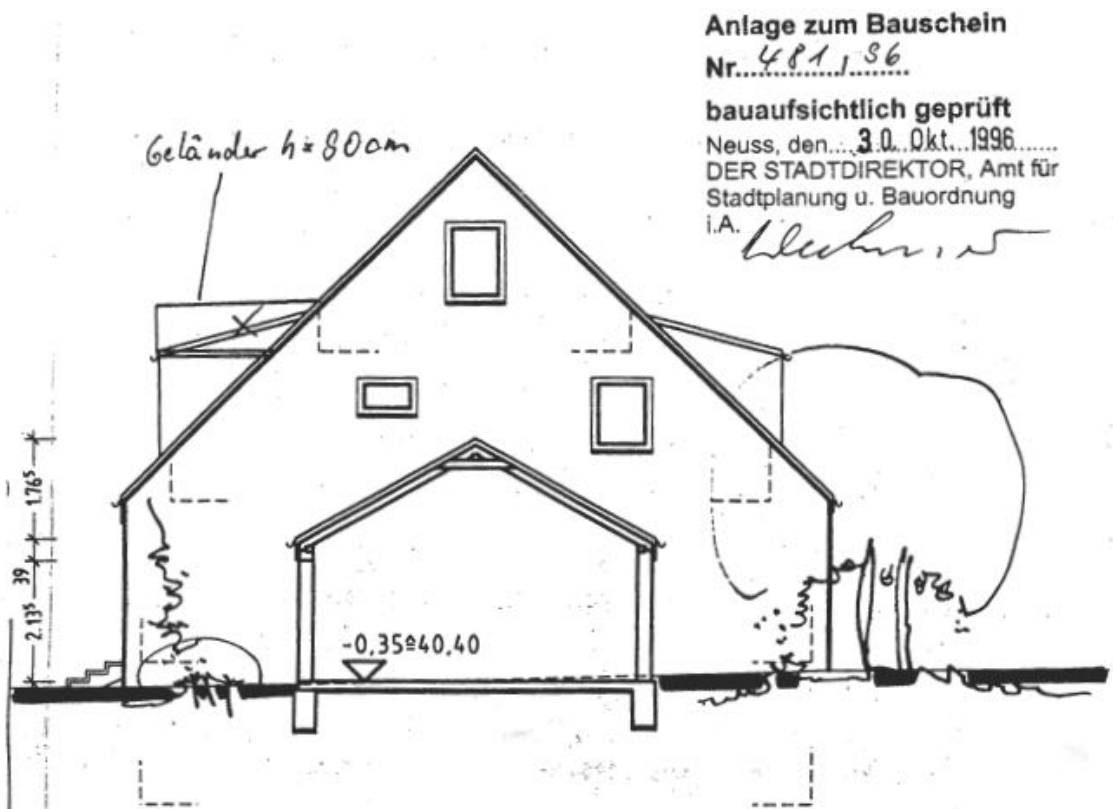 Anlage zum Bauschein
Nr. 481 / 96
bauaufsichtlich geprüft
Neuss, den 30. Okt. 1996
DER STADTDIREKTOR, Amt für
Stadtplanung u. Bauordnung
i.A.
Geländer h=80cm
1.76⁵
39
2.13⁵
-0,35≙40,40